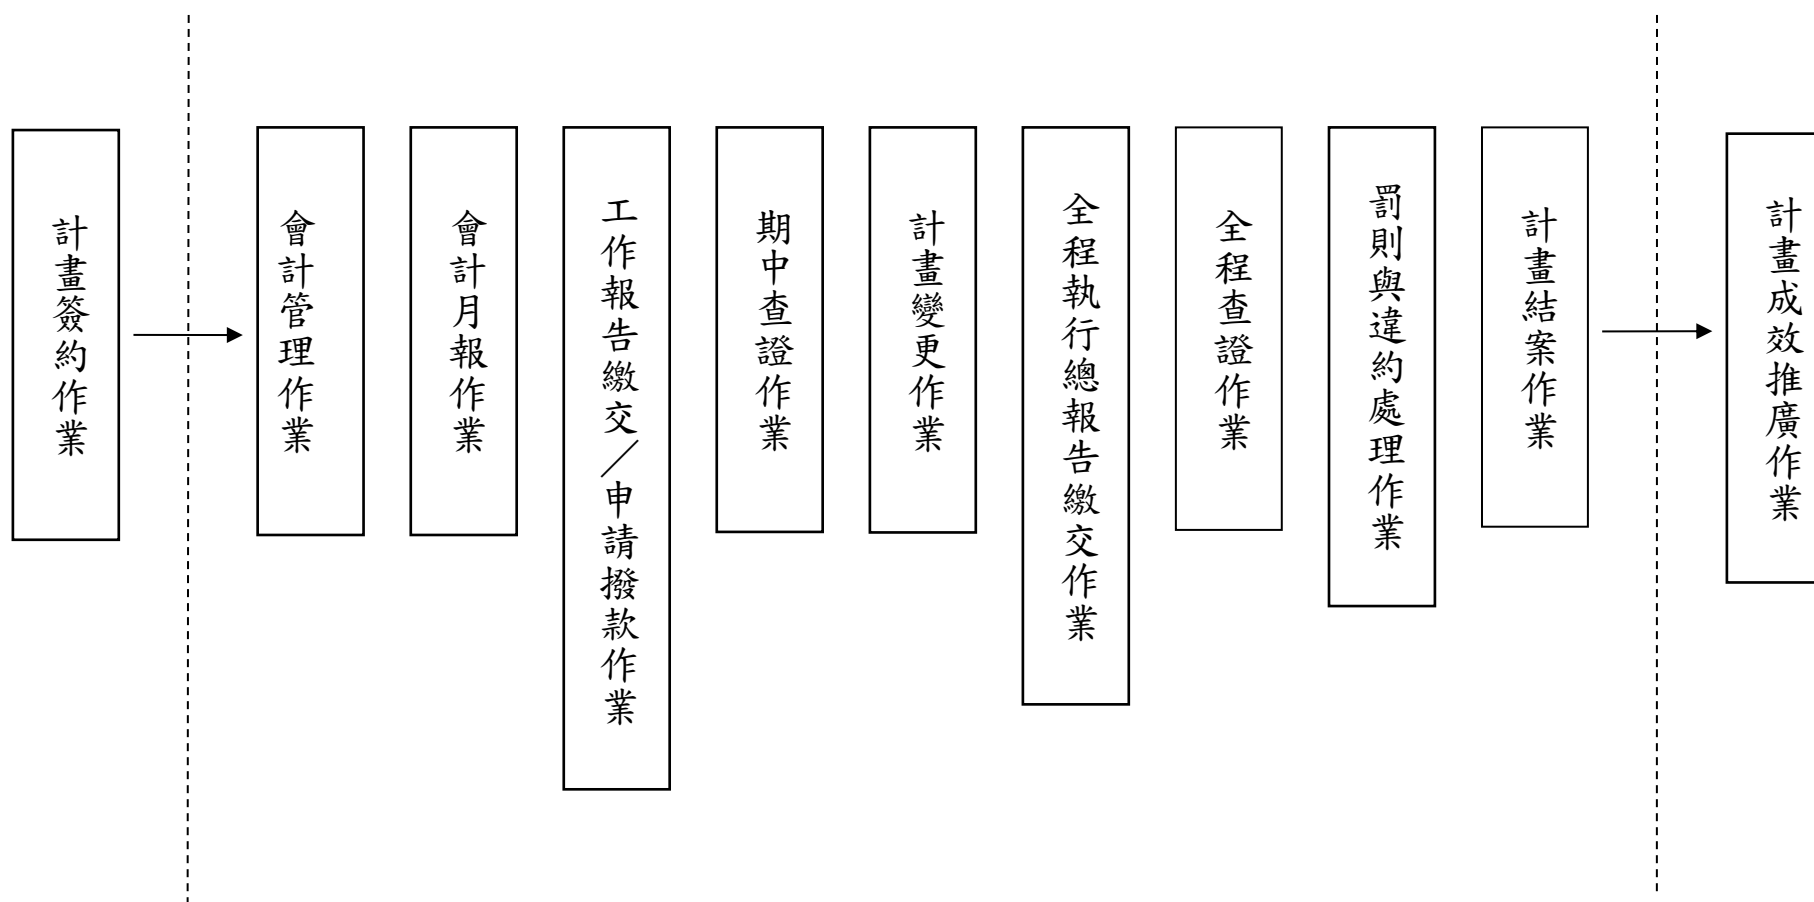 計畫簽約作業
會計管理作業
會計月報作業
工作報告繳交／申請撥款作業
期中查證作業
計畫變更作業
全程執行總報告繳交作業
全程查證作業
罰則與違約處理作業
計畫結案作業
計畫成效推廣作業